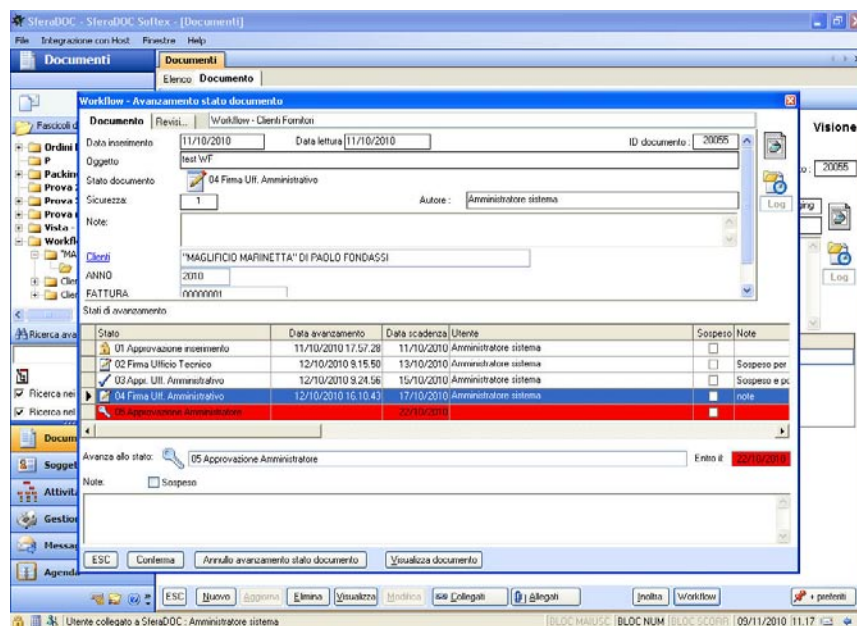 SferaDOC - SferaDOC Softex - [Documenti]
File Integrazione con Host Finestre Help
Documenti Documenti
Elenco Documento
Workflow - Avanzamento stato documento
Documento Revisi... Workflow - Clienti Fornitori
Data inserimento 11/10/2010 Data lettura 11/10/2010 ID documento : 20055
Oggetto test WF
Stato documento 04 Firma Uff. Amministrativo
Sicurezza: 1 Autore : Amministratore sistema Log
Note:
Clienti "MAGLIFICIO MARINETTA" DI PAOLO FONDASSI
ANNO 2010
FATTURA 00000001
Stati di avanzamento
Stato Data avanzamento Data scadenza Utente Sospeso Note
01 Approvazione inserimento 11/10/2010 17.57.28 11/10/2010 Amministratore sistema
02 Firma Ufficio Tecnico 12/10/2010 9.15.50 13/10/2010 Amministratore sistema Sospeso per
03 Appr. Uff. Amministrativo 12/10/2010 9.24.56 15/10/2010 Amministratore sistema Sospeso e po
04 Firma Uff. Amministrativo 12/10/2010 16.10.43 17/10/2010 Amministratore sistema note
05 Approvazione Amministratore 22/10/2010
Avanza allo stato: 05 Approvazione Amministratore Entro il: 22/10/2010
Note: Sospeso
ESC Conferma Annullo avanzamento stato documento Visualizza documento
Fascicoli d
Ordini
P
Packin
Prova
Prova
Prova
Vista -
Workfl
"MA
Clie
Clie
Ricerca ava
Ricerca nei
Ricerca nel
Docum
Sogget
Attività
Gestion
Messag
Agenda
Visione
20055
Log
ESC Nuovo Aggiorna Elimina Visualizza Modifica Collegati Allegati Inoltra Workflow + preferiti
Utente collegato a SferaDOC : Amministratore sistema BLOC MAIUSC BLOC NUM BLOC SCORR 09/11/2010 11.17